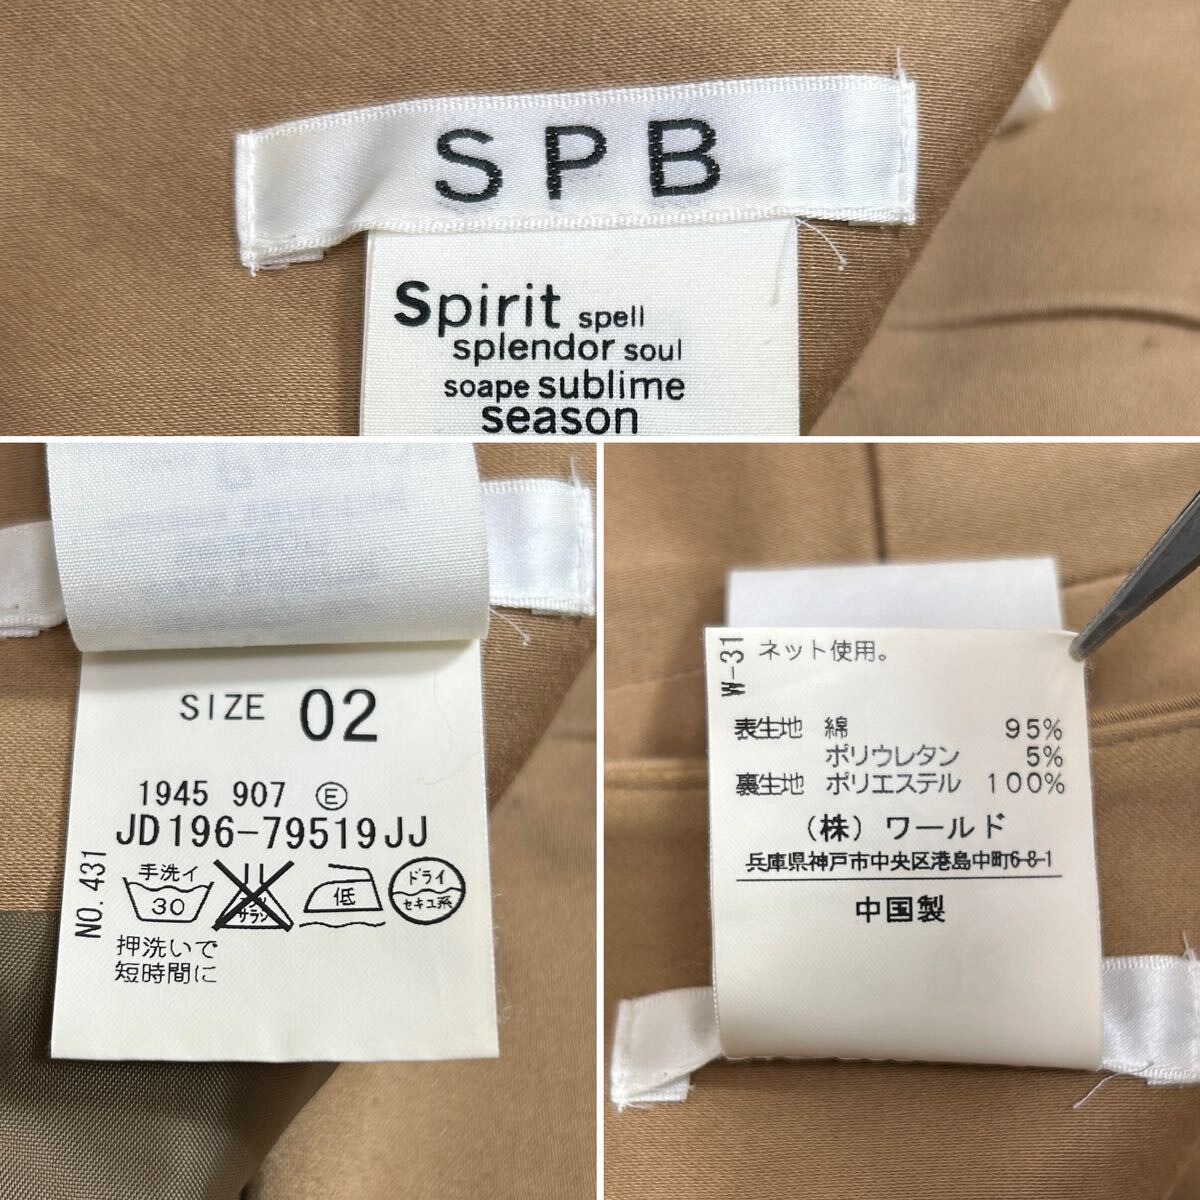 SPB
Spirit spell
splendor soul
soape sublime
season
SIZE 02
1945 907 Ⓔ
JD196-79519JJ
NO.431
手洗イ
30
サラシ
低
ドライ
セキユ系
押洗いで
短時間に
W-31
ネット使用。
表生地 綿 95%
ポリウレタン 5%
裏生地 ポリエステル 100%
(株)ワールド
兵庫県神戸市中央区港島中町6-8-1
中国製